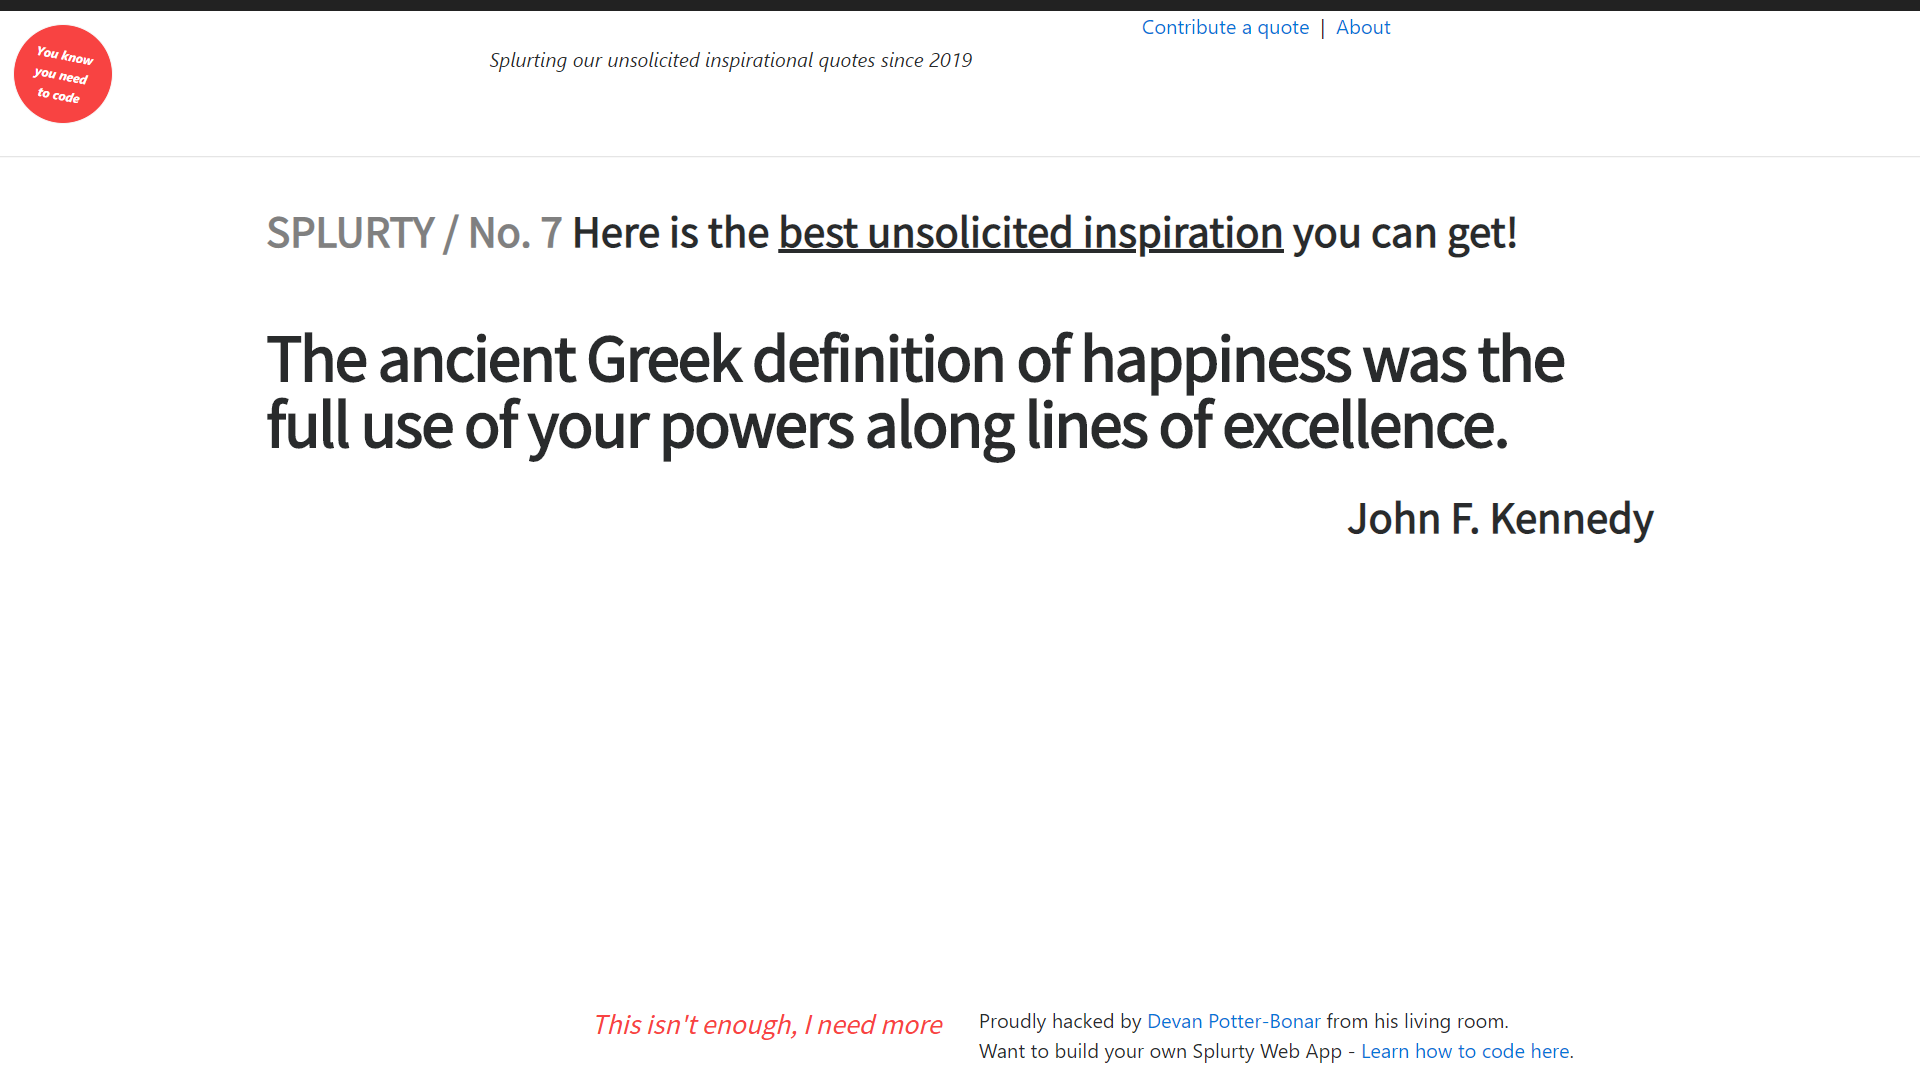 You know
you need
to code
Splurting our unsolicited inspirational quotes since 2019
Contribute a quote | About
SPLURTY / No. 7 Here is the best unsolicited inspiration you can get!
The ancient Greek definition of happiness was the
full use of your powers along lines of excellence.
John F. Kennedy
This isn't enough, I need more
Proudly hacked by Devan Potter-Bonar from his living room.
Want to build your own Splurty Web App - Learn how to code here.